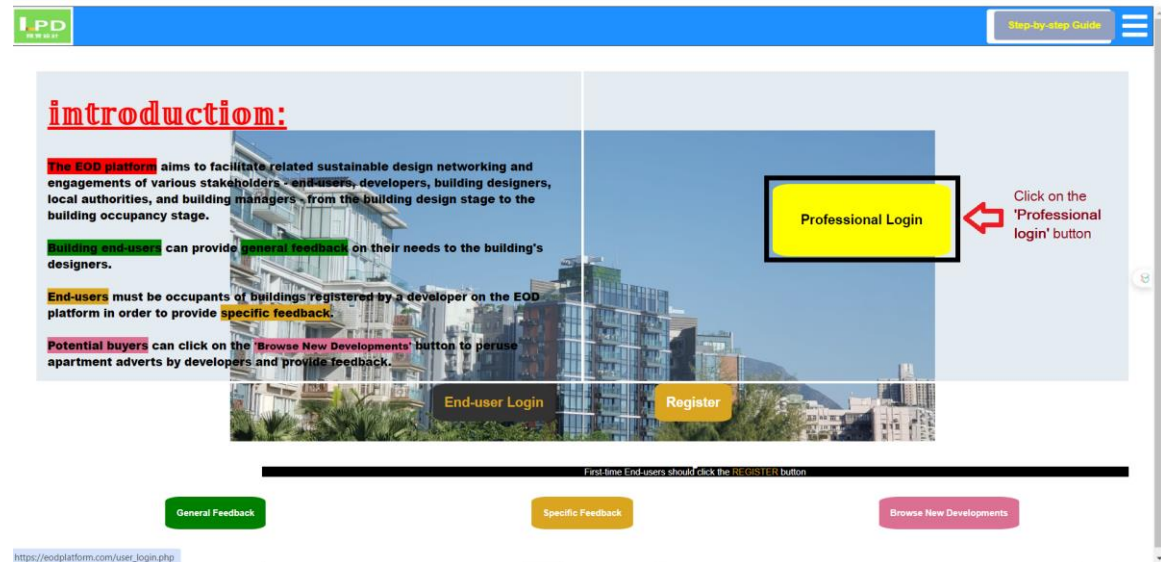 I.PD
Step-by-step Guide
introduction:
The EOD platform aims to facilitate related sustainable design networking and
engagements of various stakeholders - end-users, developers, building designers,
local authorities, and building managers - from the building design stage to the
building occupancy stage.
Building end-users can provide general feedback on their needs to the building's
designers.
End-users must be occupants of buildings registered by a developer on the EOD
platform in order to provide specific feedback.
Potential buyers can click on the 'Browse New Developments' button to peruse
apartment adverts by developers and provide feedback.
Professional Login
Click on the
'Professional
login' button
End-user Login
Register
First-time End-users should click the REGISTER button
General Feedback
Specific Feedback
Browse New Developments
https://eodplatform.com/user_login.php